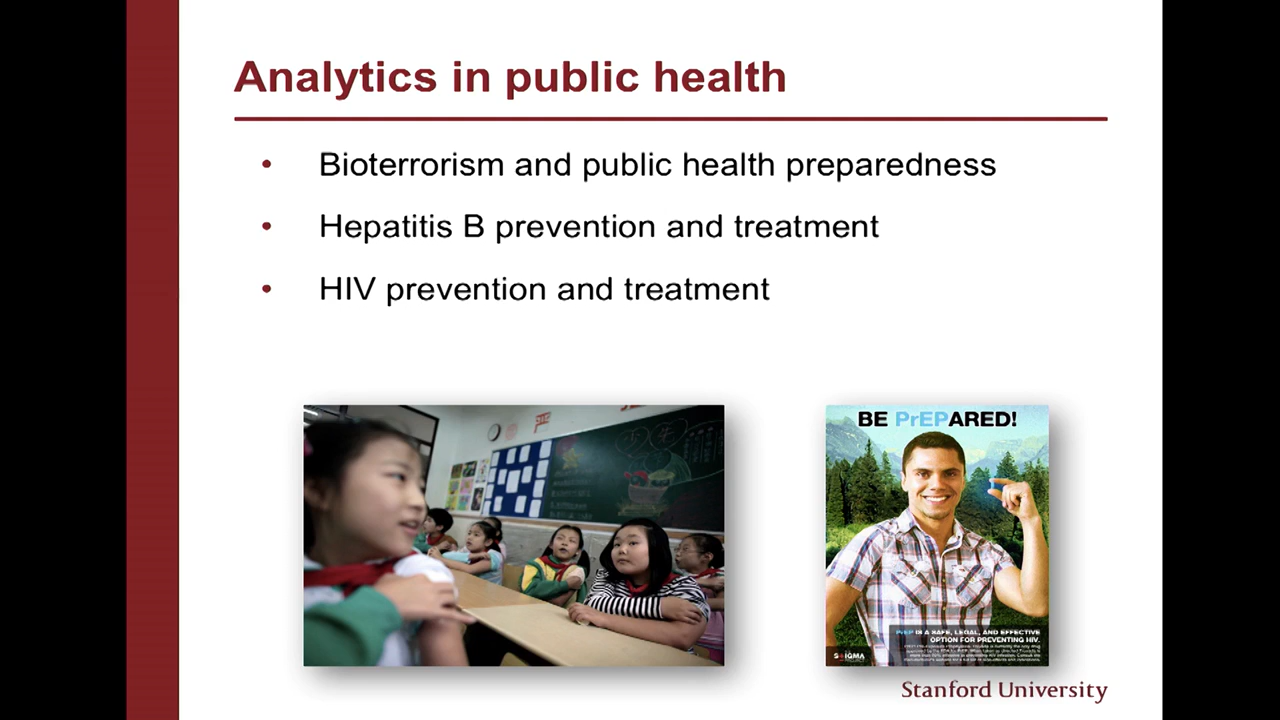 Analytics in public health
• Bioterrorism and public health preparedness
• Hepatitis B prevention and treatment
• HIV prevention and treatment
严
BE PrEPARED!
PrEP IS A SAFE, LEGAL, AND EFFECTIVE
OPTION FOR PREVENTING HIV.
Stanford University